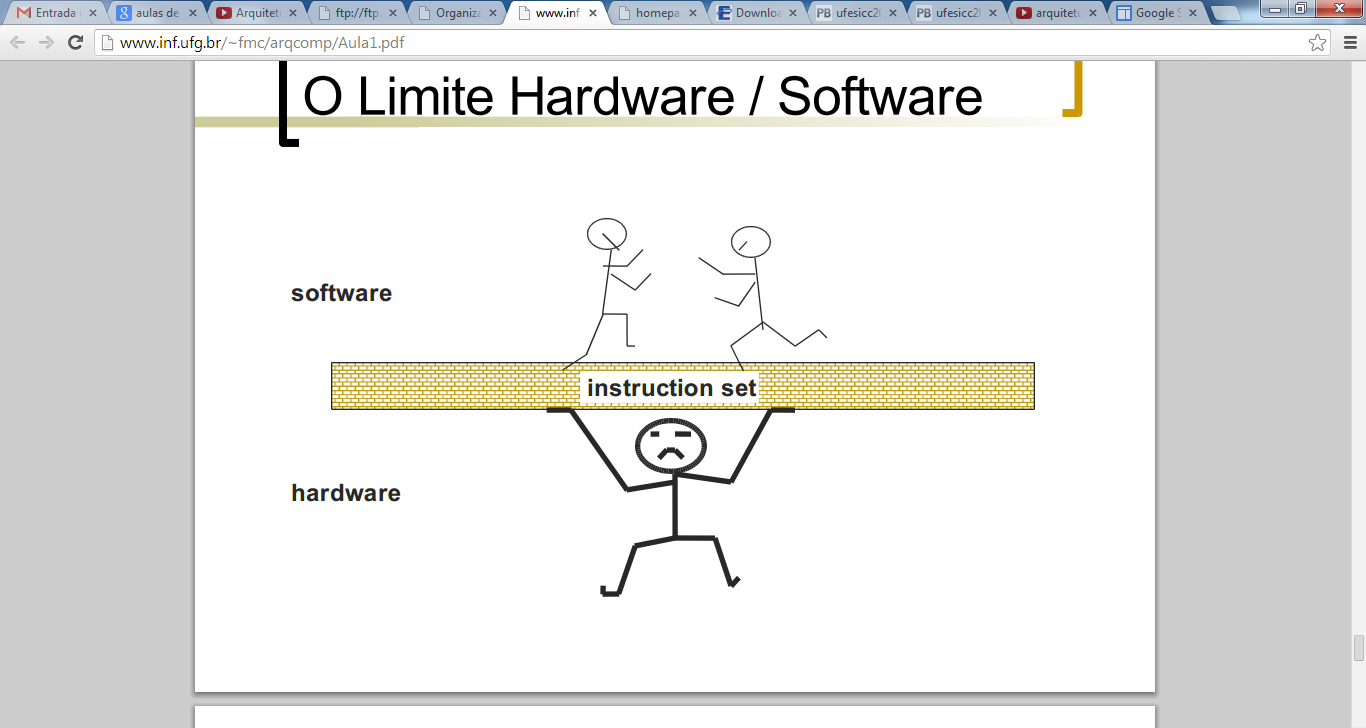 Entrada
aulas de
Arquitet
ftp://ftp.
Organiza
www.inf
homepa
Downloa
ufesicc20
ufesicc20
arquitetu
Google S
www.inf.ufg.br/~fmc/arqcomp/Aula1.pdf
O Limite Hardware / Software
software
instruction set
hardware